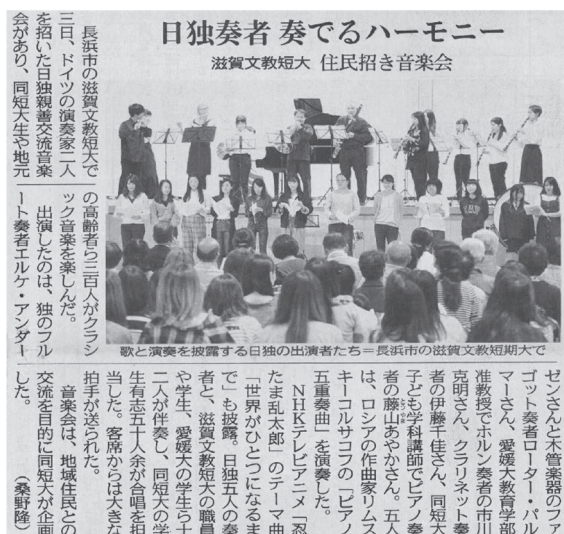 日独奏者 奏でるハーモニー
滋賀文教短大 住民招き音楽会
長浜市の滋賀文教短大で
三日、ドイツの演奏家二人
を招いた日独親善交流音楽
会があり、同短大生や地元
の高齢者ら三百人がクラシ
ック音楽を楽しんだ。
出演したのは、独のフル
ート奏者エルケ・アンダー
歌と演奏を披露する日独の出演者たち=長浜市の滋賀文教短期大で
ゼンさんと木管楽器のファ
ゴット奏者ローター・パル
マーさん、愛媛大教育学部
准教授でホルン奏者の市川
克明さん、クラリネット奏
者の伊藤千佳さん、同短大
子ども学科講師でピアノ奏
者の藤山あやかさん。五人
は、ロシアの作曲家リムス
キーコルサコフの「ピアノ
五重奏曲」を演奏した。
NHKテレビアニメ「忍
たま乱太郎」のテーマ曲
「世界がひとつになるま
で」も披露。日独五人の奏
者と、滋賀文教短大の職員
や学生、愛媛大の学生ら十
二人が伴奏し、同短大の学
生有志五十人余が合唱を担
当した。客席からは大きな
拍手が送られた。
音楽会は、地域住民との
交流を目的に同短大が企画
した。 (桑野隆)